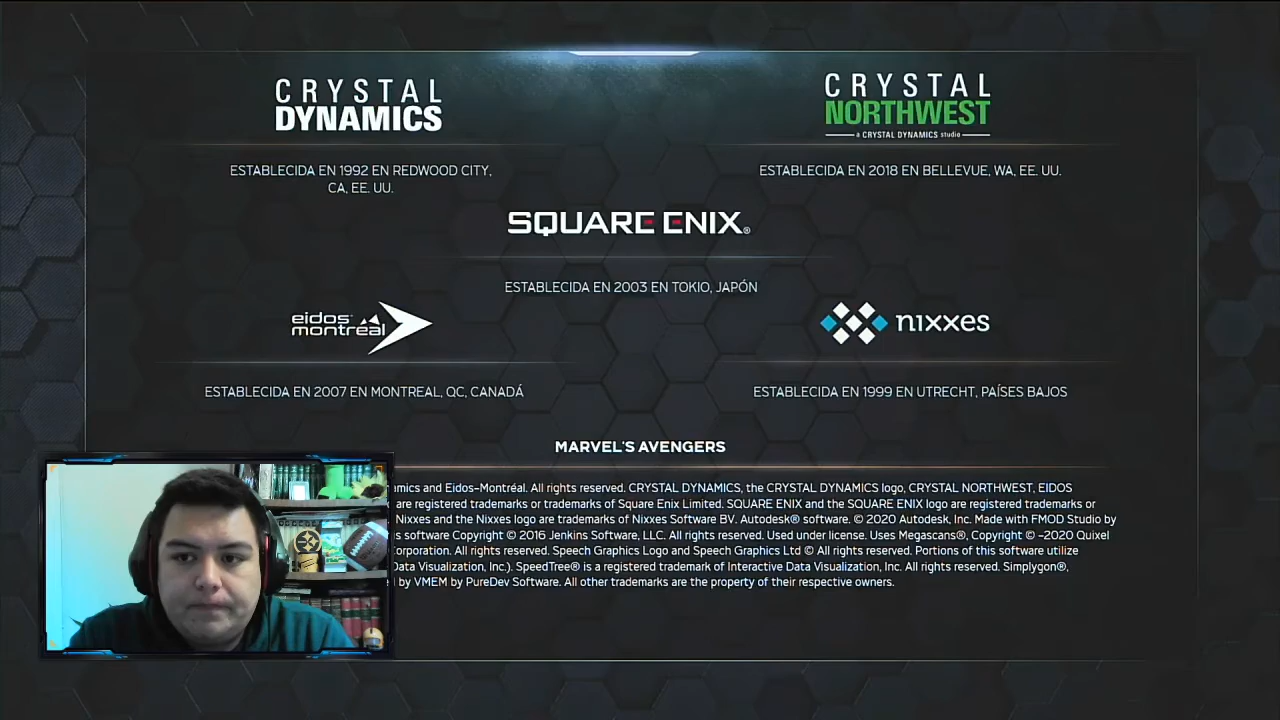 CRYSTAL
DYNAMICS
CRYSTAL
NORTHWEST
a CRYSTAL DYNAMICS studio
ESTABLECIDA EN 1992 EN REDWOOD CITY,
CA, EE. UU.
ESTABLECIDA EN 2018 EN BELLEVUE, WA, EE. UU.
SQUARE ENIX®
ESTABLECIDA EN 2003 EN TOKIO, JAPÓN
eidos™
montréal
nixxes
ESTABLECIDA EN 2007 EN MONTREAL, QC, CANADÁ
ESTABLECIDA EN 1999 EN UTRECHT, PAÍSES BAJOS
MARVEL'S AVENGERS
and Eidos-Montréal. All rights reserved. CRYSTAL DYNAMICS, the CRYSTAL DYNAMICS logo, CRYSTAL NORTHWEST, EIDOS
are registered trademarks or trademarks of Square Enix Limited. SQUARE ENIX and the SQUARE ENIX logo are registered trademarks or
Nixxes and the Nixxes logo are trademarks of Nixxes Software BV. Autodesk® software. © 2020 Autodesk, Inc. Made with FMOD Studio by
software Copyright © 2016 Jenkins Software, LLC. All rights reserved. Used under license. Uses Megascans®, Copyright © -2020 Quixel
All rights reserved. Speech Graphics Logo and Speech Graphics Ltd © All rights reserved. Portions of this software utilize
Data Visualization, Inc.). SpeedTree® is a registered trademark of Interactive Data Visualization, Inc. All rights reserved. Simplygon®,
by VMEM by PureDev Software. All other trademarks are the property of their respective owners.